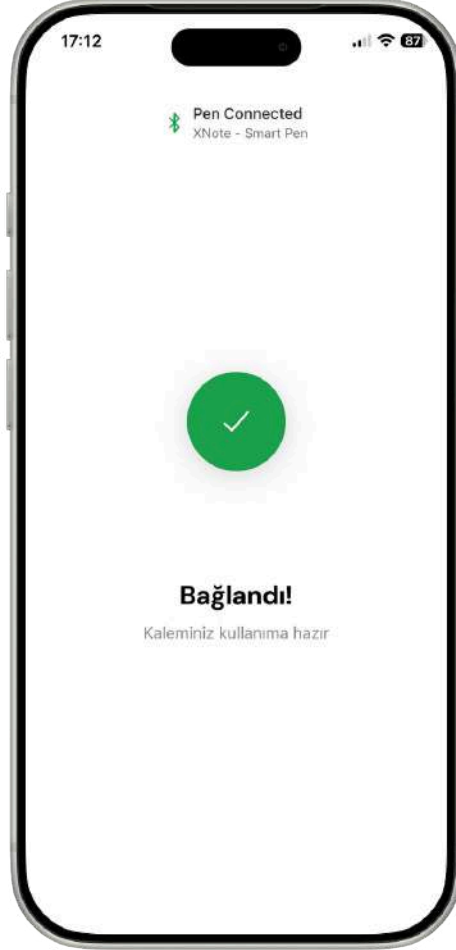 17:12
87
Pen Connected
XNote - Smart Pen
Bağlandı!
Kaleminiz kullanıma hazır